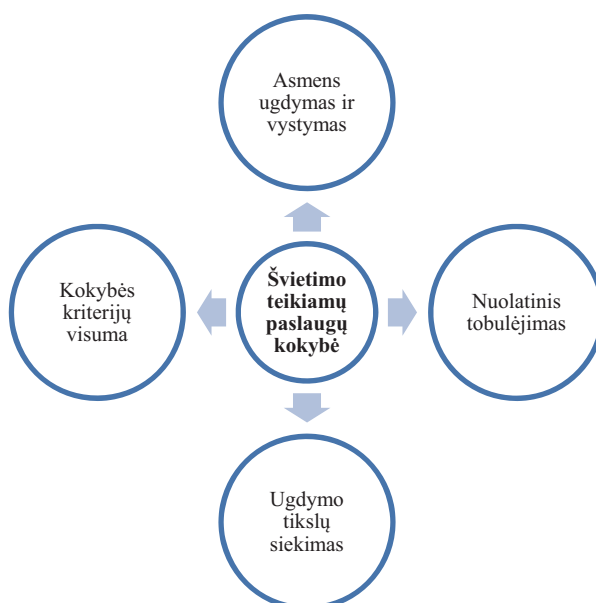 Asmens
ugdymas ir
vystymas
Kokybės
kriterijų
visuma
Švietimo
teikiamų
paslaugų
kokybė
Nuolatinis
tobulėjimas
Ugdymo
tikslų
siekimas